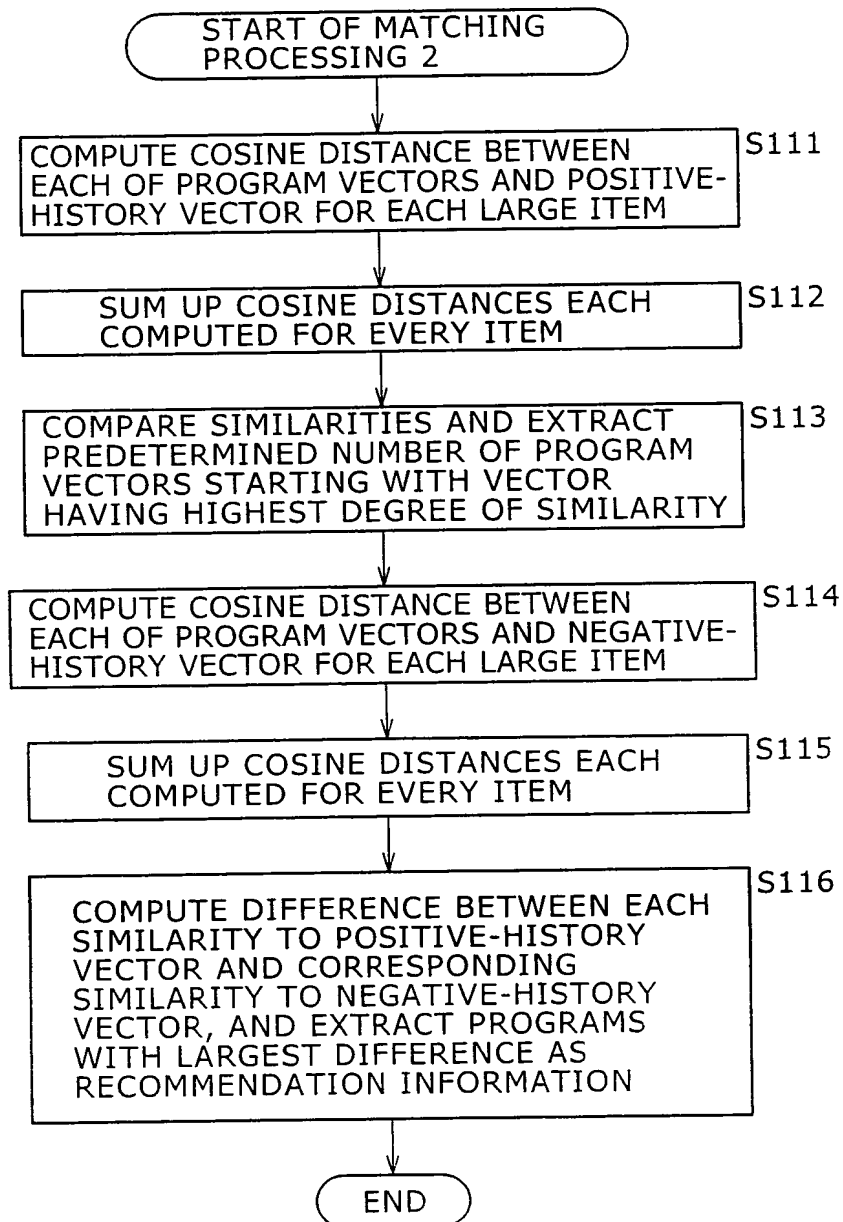 START OF MATCHING
PROCESSING 2
S111
COMPUTE COSINE DISTANCE BETWEEN
EACH OF PROGRAM VECTORS AND POSITIVE-
HISTORY VECTOR FOR EACH LARGE ITEM
S112
SUM UP COSINE DISTANCES EACH
COMPUTED FOR EVERY ITEM
S113
COMPARE SIMILARITIES AND EXTRACT
PREDETERMINED NUMBER OF PROGRAM
VECTORS STARTING WITH VECTOR
HAVING HIGHEST DEGREE OF SIMILARITY
S114
COMPUTE COSINE DISTANCE BETWEEN
EACH OF PROGRAM VECTORS AND NEGATIVE-
HISTORY VECTOR FOR EACH LARGE ITEM
S115
SUM UP COSINE DISTANCES EACH
COMPUTED FOR EVERY ITEM
S116
COMPUTE DIFFERENCE BETWEEN EACH
SIMILARITY TO POSITIVE-HISTORY
VECTOR AND CORRESPONDING
SIMILARITY TO NEGATIVE-HISTORY
VECTOR, AND EXTRACT PROGRAMS
WITH LARGEST DIFFERENCE AS
RECOMMENDATION INFORMATION
END